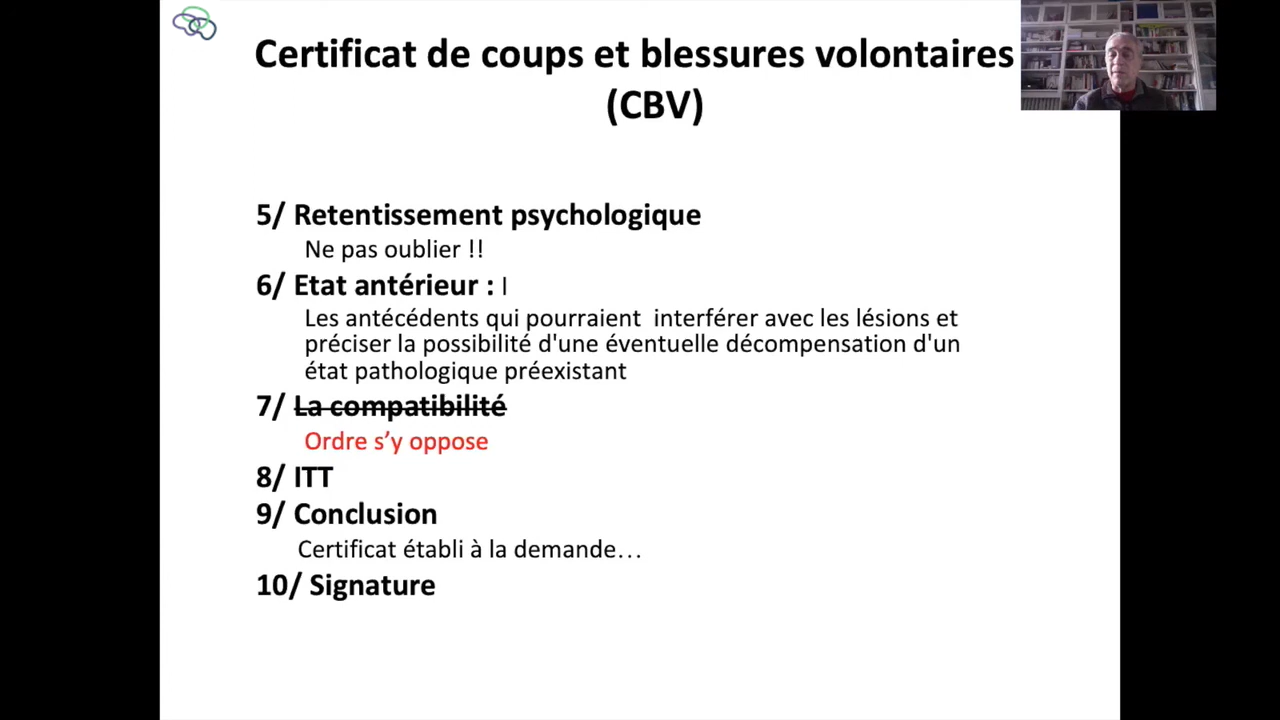 Certificat de coups et blessures volontaires
(CBV)
5/ Retentissement psychologique
Ne pas oublier !!
6/ Etat antérieur : I
Les antécédents qui pourraient  interférer avec les lésions et
préciser la possibilité d'une éventuelle décompensation d'un
état pathologique préexistant
7/ La compatibilité
Ordre s’y oppose
8/ ITT
9/ Conclusion
Certificat établi à la demande…
10/ Signature